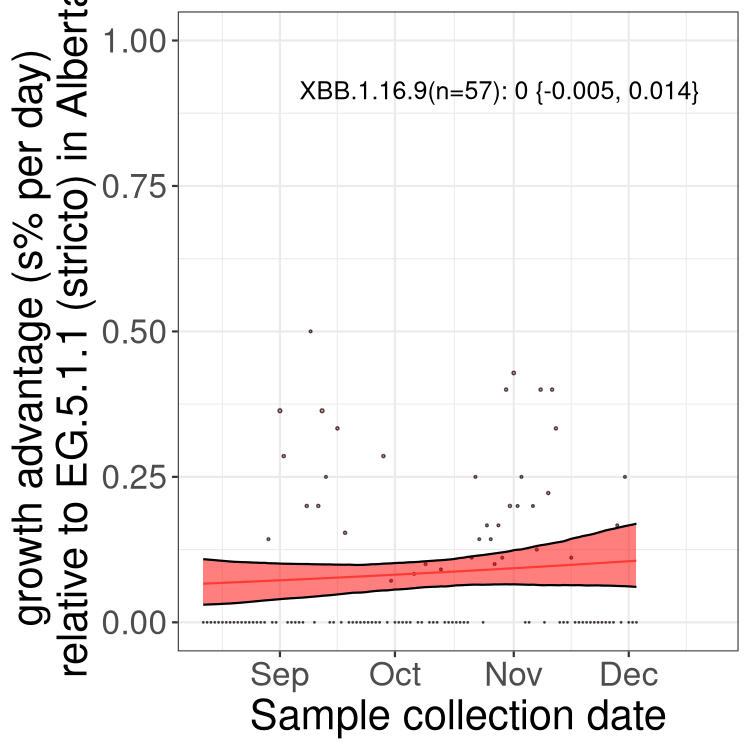 growth advantage (s% per day)
relative to EG.5.1.1 (stricto) in Alberta
1.00
0.75
0.50
0.25
0.00
XBB.1.16.9(n=57): 0 {-0.005, 0.014}
Sep Oct Nov Dec
Sample collection date